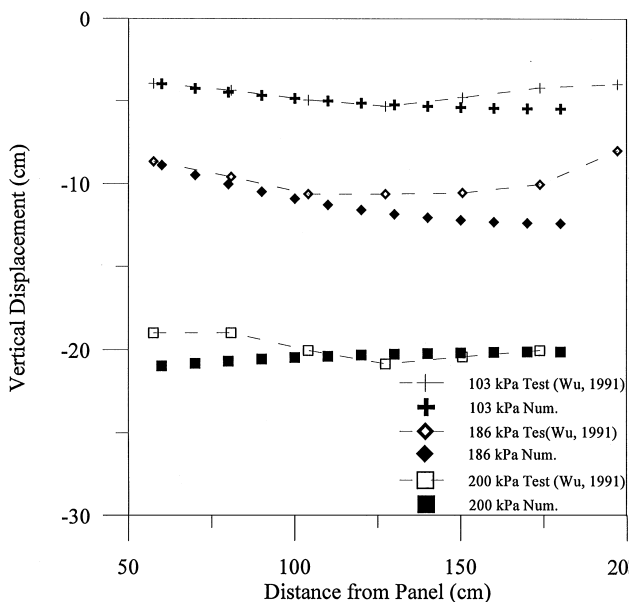 0
-10
-20
-30
Vertical Displacement (cm)
103 kPa Test (Wu, 1991)
103 kPa Num.
186 kPa Tes(Wu, 1991)
186 kPa Num.
200 kPa Test (Wu, 1991)
200 kPa Num.
50
100
150
20
Distance from Panel (cm)